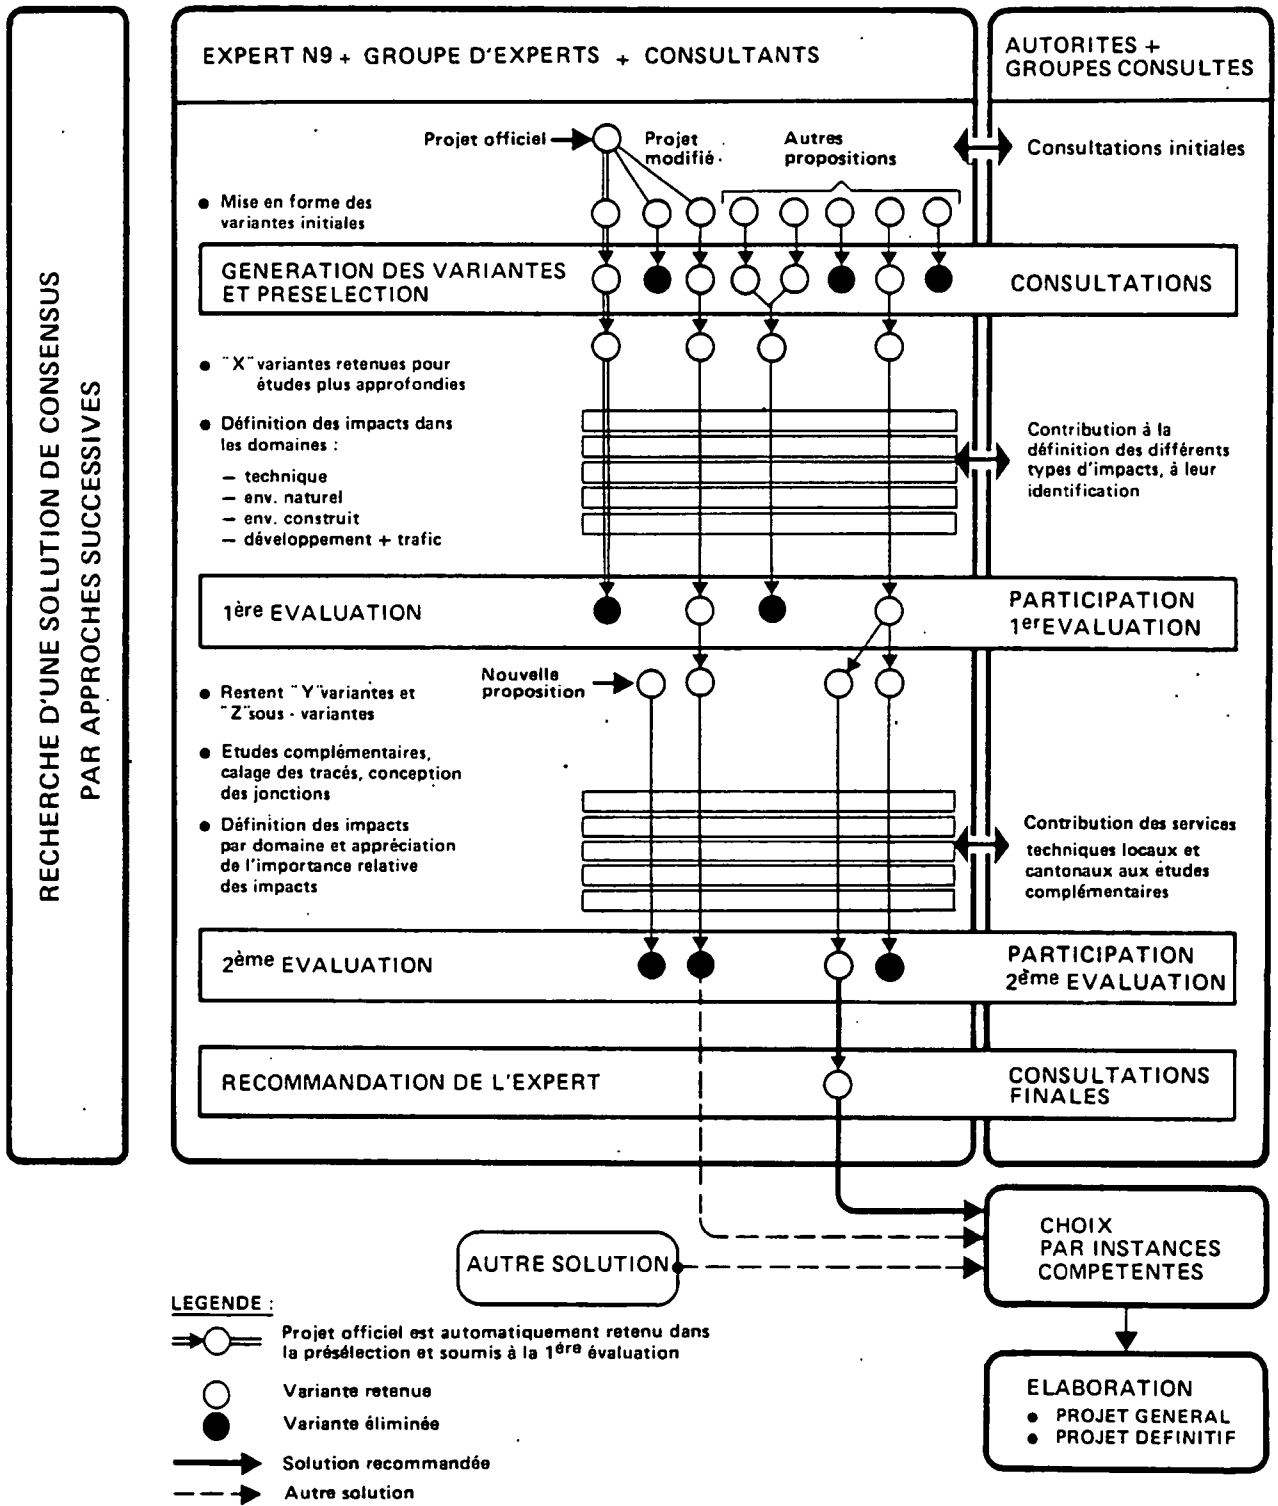 RECHERCHE D'UNE SOLUTION DE CONSENSUS
PAR APPROCHES SUCCESSIVES
EXPERT N9 + GROUPE D'EXPERTS + CONSULTANTS
AUTORITES +
GROUPES CONSULTES
Projet officiel
Projet
modifié
Autres
propositions
Consultations initiales
● Mise en forme des
variantes initiales
GENERATION DES VARIANTES
ET PRESELECTION
CONSULTATIONS
● "X" variantes retenues pour
études plus approfondies
● Définition des impacts dans
les domaines :
– technique
– env. naturel
– env. construit
– développement + trafic
Contribution à la
définition des différents
types d'impacts, à leur
identification
1ère EVALUATION
PARTICIPATION
1er EVALUATION
Nouvelle
proposition
● Restent "Y" variantes et
"Z" sous - variantes
● Etudes complémentaires,
calage des tracés, conception
des jonctions
● Définition des impacts
par domaine et appréciation
de l'importance relative
des impacts
Contribution des services
techniques locaux et
cantonaux aux études
complémentaires
2ème EVALUATION
PARTICIPATION
2ème EVALUATION
RECOMMANDATION DE L'EXPERT
CONSULTATIONS
FINALES
CHOIX
PAR INSTANCES
COMPETENTES
AUTRE SOLUTION
ELABORATION
● PROJET GENERAL
● PROJET DEFINITIF
LEGENDE :
Projet officiel est automatiquement retenu dans
la présélection et soumis à la 1ère évaluation
Variante retenue
Variante éliminée
Solution recommandée
Autre solution